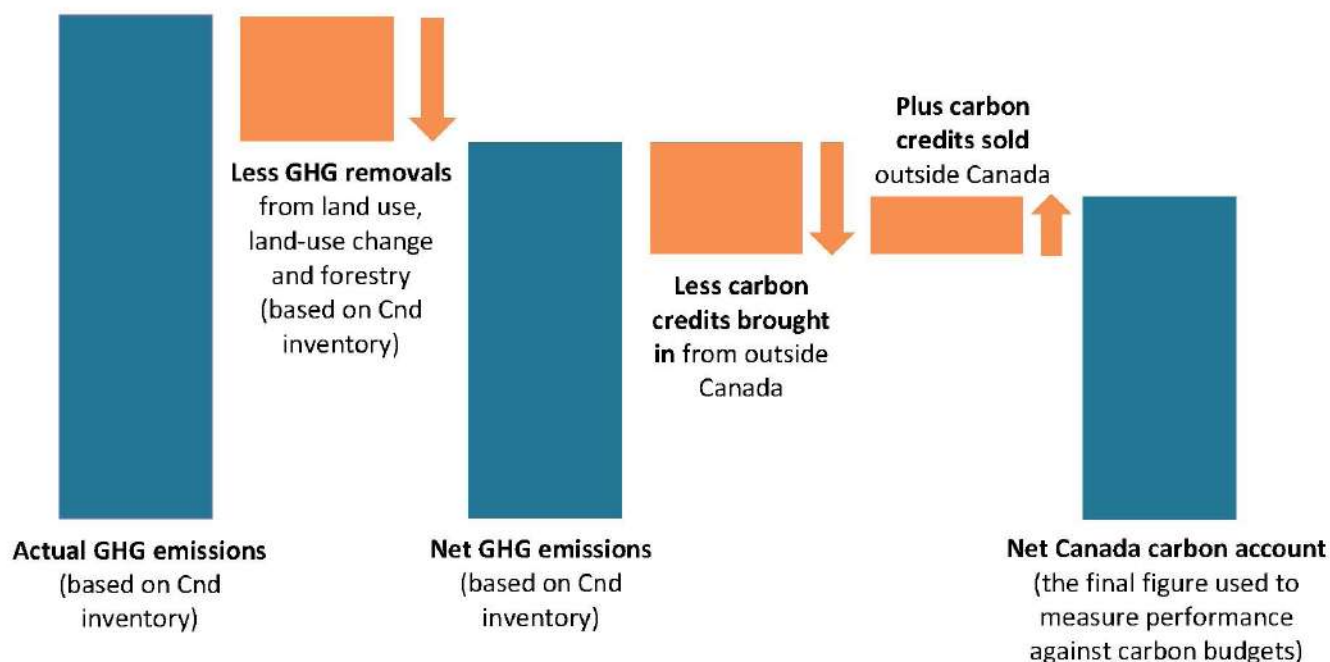 Actual GHG emissions
(based on Cnd
inventory)
Less GHG removals
from land use,
land-use change
and forestry
(based on Cnd
inventory)
Net GHG emissions
(based on Cnd
inventory)
Less carbon
credits brought
in from outside
Canada
Plus carbon
credits sold
outside Canada
Net Canada carbon account
(the final figure used to
measure performance
against carbon budgets)